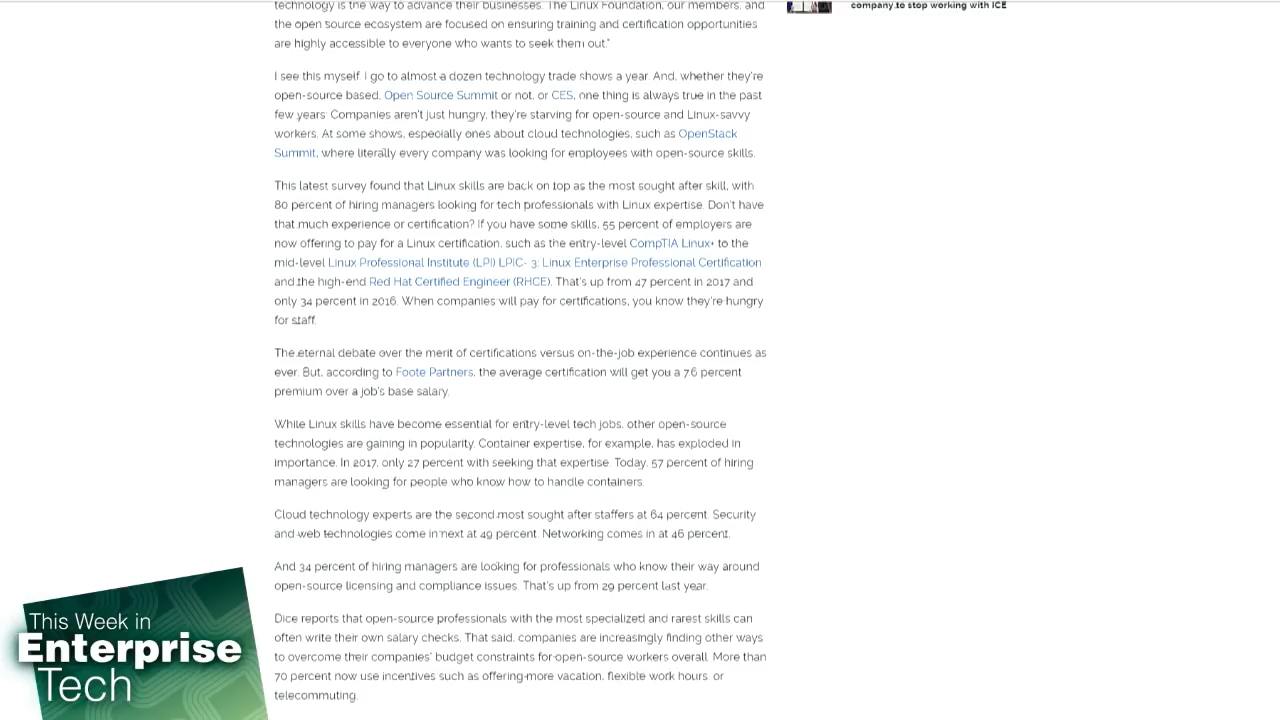 technology is the way to advance their businesses. The Linux Foundation, our members, and
the open source ecosystem are focused on ensuring training and certification opportunities
are highly accessible to everyone who wants to seek them out."
company to stop working with ICE
I see this myself. I go to almost a dozen technology trade shows a year. And, whether they're
open-source based, Open Source Summit or not, or CES, one thing is always true in the past
few years: Companies aren't just hungry, they're starving for open-source and Linux-savvy
workers. At some shows, especially ones about cloud technologies, such as OpenStack
Summit, where literally every company was looking for employees with open-source skills.
This latest survey found that Linux skills are back on top as the most sought after skill, with
80 percent of hiring managers looking for tech professionals with Linux expertise. Don't have
that much experience or certification? If you have some skills, 55 percent of employers are
now offering to pay for a Linux certification, such as the entry-level CompTIA Linux+ to the
mid-level Linux Professional Institute (LPI) LPIC- 3: Linux Enterprise Professional Certification
and the high-end Red Hat Certified Engineer (RHCE). That's up from 47 percent in 2017 and
only 34 percent in 2016. When companies will pay for certifications, you know they're hungry
for staff.
The eternal debate over the merit of certifications versus on-the-job experience continues as
ever. But, according to Foote Partners, the average certification will get you a 7.6 percent
premium over a job's base salary.
While Linux skills have become essential for entry-level tech jobs, other open-source
technologies are gaining in popularity. Container expertise, for example, has exploded in
importance. In 2017, only 27 percent with seeking that expertise. Today, 57 percent of hiring
managers are looking for people who know how to handle containers.
Cloud technology experts are the second most sought after staffers at 64 percent. Security
and web technologies come in next at 49 percent. Networking comes in at 46 percent.
And 34 percent of hiring managers are looking for professionals who know their way around
open-source licensing and compliance issues. That's up from 29 percent last year.
Dice reports that open-source professionals with the most specialized and rarest skills can
often write their own salary checks. That said, companies are increasingly finding other ways
to overcome their companies' budget constraints for open-source workers overall. More than
70 percent now use incentives such as offering more vacation, flexible work hours, or
telecommuting.
This Week in
Enterprise
Tech